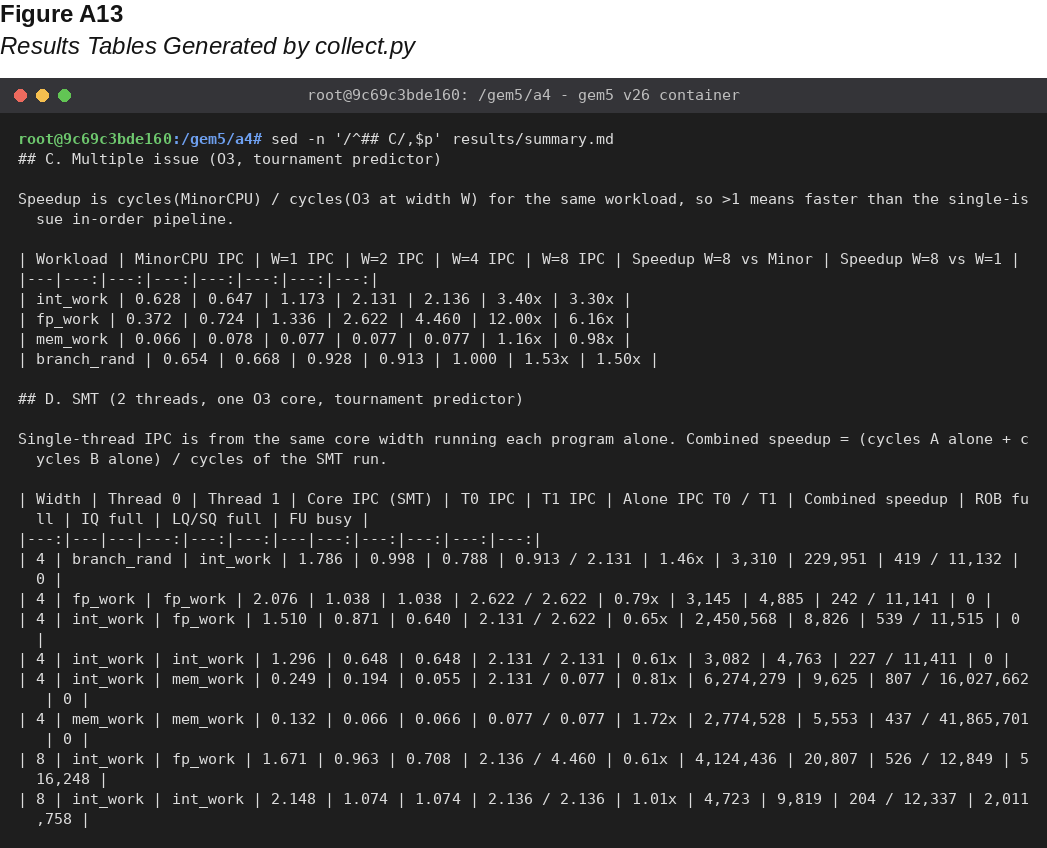 Figure A13
Results Tables Generated by collect.py
root@9c69c3bde160: /gem5/a4 - gem5 v26 container
root@9c69c3bde160:/gem5/a4# sed -n '/^## C/,$p' results/summary.md
## C. Multiple issue (O3, tournament predictor)
Speedup is cycles(MinorCPU) / cycles(O3 at width W) for the same workload, so >1 means faster than the single-is
sue in-order pipeline.
| Workload | MinorCPU IPC | W=1 IPC | W=2 IPC | W=4 IPC | W=8 IPC | Speedup W=8 vs Minor | Speedup W=8 vs W=1 |
|---|---:|---:|---:|---:|---:|---:|---:|
| int_work | 0.628 | 0.647 | 1.173 | 2.131 | 2.136 | 3.40x | 3.30x |
| fp_work | 0.372 | 0.724 | 1.336 | 2.622 | 4.460 | 12.00x | 6.16x |
| mem_work | 0.066 | 0.078 | 0.077 | 0.077 | 0.077 | 1.16x | 0.98x |
| branch_rand | 0.654 | 0.668 | 0.928 | 0.913 | 1.000 | 1.53x | 1.50x |
## D. SMT (2 threads, one O3 core, tournament predictor)
Single-thread IPC is from the same core width running each program alone. Combined speedup = (cycles A alone + c
ycles B alone) / cycles of the SMT run.
| Width | Thread 0 | Thread 1 | Core IPC (SMT) | T0 IPC | T1 IPC | Alone IPC T0 / T1 | Combined speedup | ROB fu
ll | IQ full | LQ/SQ full | FU busy |
|---:|---|---|---:|---:|---:|---|---:|---:|---:|---:|---:|
| 4 | branch_rand | int_work | 1.786 | 0.998 | 0.788 | 0.913 / 2.131 | 1.46x | 3,310 | 229,951 | 419 / 11,132 |
0 |
| 4 | fp_work | fp_work | 2.076 | 1.038 | 1.038 | 2.622 / 2.622 | 0.79x | 3,145 | 4,885 | 242 / 11,141 | 0 |
| 4 | int_work | fp_work | 1.510 | 0.871 | 0.640 | 2.131 / 2.622 | 0.65x | 2,450,568 | 8,826 | 539 / 11,515 | 0
|
| 4 | int_work | int_work | 1.296 | 0.648 | 0.648 | 2.131 / 2.131 | 0.61x | 3,082 | 4,763 | 227 / 11,411 | 0 |
| 4 | int_work | mem_work | 0.249 | 0.194 | 0.055 | 2.131 / 0.077 | 0.81x | 6,274,279 | 9,625 | 807 / 16,027,662
| 0 |
| 4 | mem_work | mem_work | 0.132 | 0.066 | 0.066 | 0.077 / 0.077 | 1.72x | 2,774,528 | 5,553 | 437 / 41,865,701
| 0 |
| 8 | int_work | fp_work | 1.671 | 0.963 | 0.708 | 2.136 / 4.460 | 0.61x | 4,124,436 | 20,807 | 526 / 12,849 | 5
16,248 |
| 8 | int_work | int_work | 2.148 | 1.074 | 1.074 | 2.136 / 2.136 | 1.01x | 4,723 | 9,819 | 204 / 12,337 | 2,011
,758 |